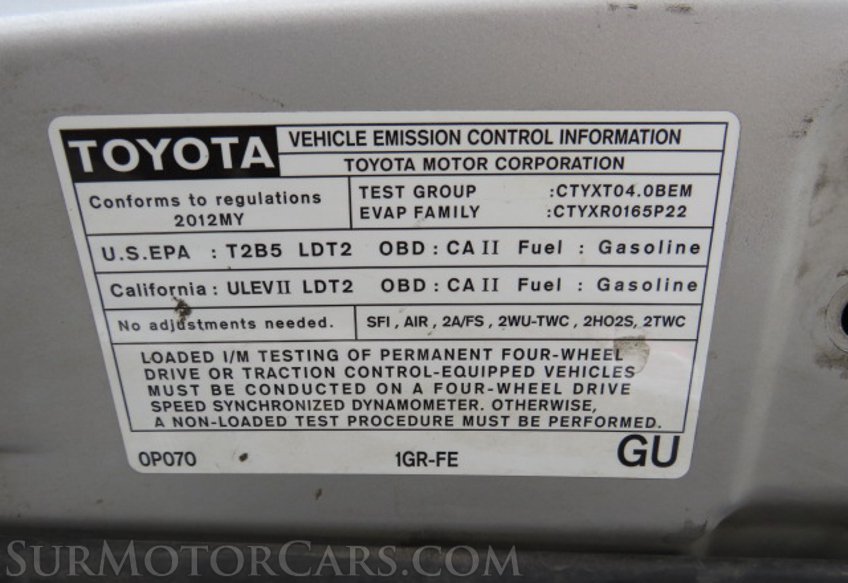 TOYOTA
VEHICLE EMISSION CONTROL INFORMATION
TOYOTA MOTOR CORPORATION
Conforms to regulations
2012MY
TEST GROUP :CTYXT04.0BEM
EVAP FAMILY :CTYXR0165P22
U.S.EPA : T2B5 LDT2 OBD : CA II Fuel : Gasoline
California : ULEV II LDT2 OBD : CA II Fuel : Gasoline
No adjustments needed.
SFI , AIR , 2A/FS , 2WU-TWC , 2HO2S, 2TWC
LOADED I/M TESTING OF PERMANENT FOUR-WHEEL
DRIVE OR TRACTION CONTROL-EQUIPPED VEHICLES
MUST BE CONDUCTED ON A FOUR-WHEEL DRIVE
SPEED SYNCHRONIZED DYNAMOMETER. OTHERWISE,
A NON-LOADED TEST PROCEDURE MUST BE PERFORMED.
0P070 1GR-FE GU
SURMOTORCARS.COM